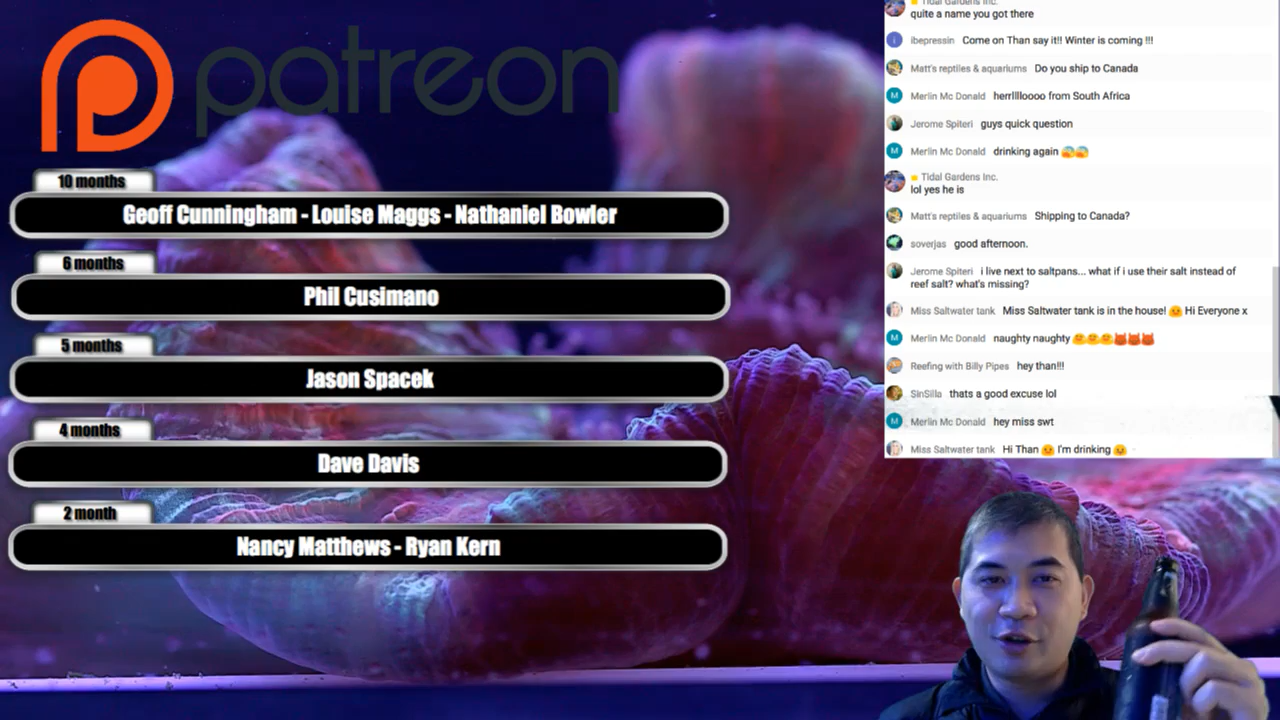 patreon
10 months
Geoff Cunningham - Louise Maggs - Nathaniel Bowler
6 months
Phil Cusimano
5 months
Jason Spacek
4 months
Dave Davis
2 month
Nancy Matthews - Ryan Kern
Tidal Gardens Inc.
quite a name you got there
ibepressin Come on Than say it!! Winter is coming !!!
Matt's reptiles & aquariums Do you ship to Canada
Merlin Mc Donald herrlllloooo from South Africa
Jerome Spiteri guys quick question
Merlin Mc Donald drinking again 😨😨
Tidal Gardens Inc.
lol yes he is
Matt's reptiles & aquariums Shipping to Canada?
soverjas good afternoon.
Jerome Spiteri i live next to saltpans... what if i use their salt instead of
reef salt? what's missing?
Miss Saltwater tank Miss Saltwater tank is in the house! Hi Everyone x
Merlin Mc Donald naughty naughty
Reefing with Billy Pipes hey than!!!
SinSilla thats a good excuse lol
Merlin Mc Donald hey miss swt
Miss Saltwater tank Hi Than I'm drinking